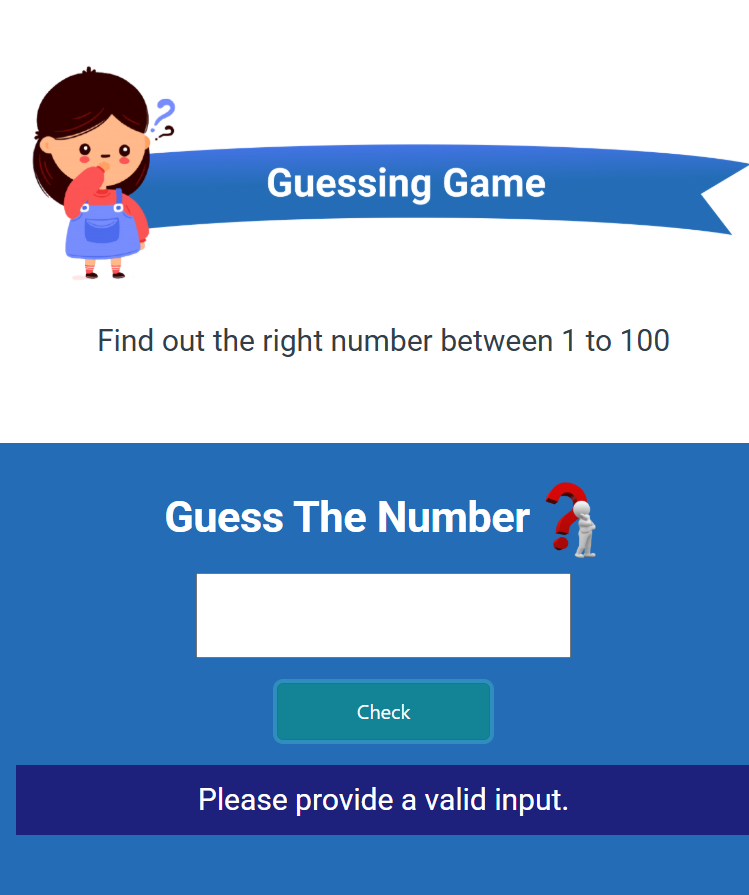 Guessing Game
Find out the right number between 1 to 100
Guess The Number
Check
Please provide a valid input.